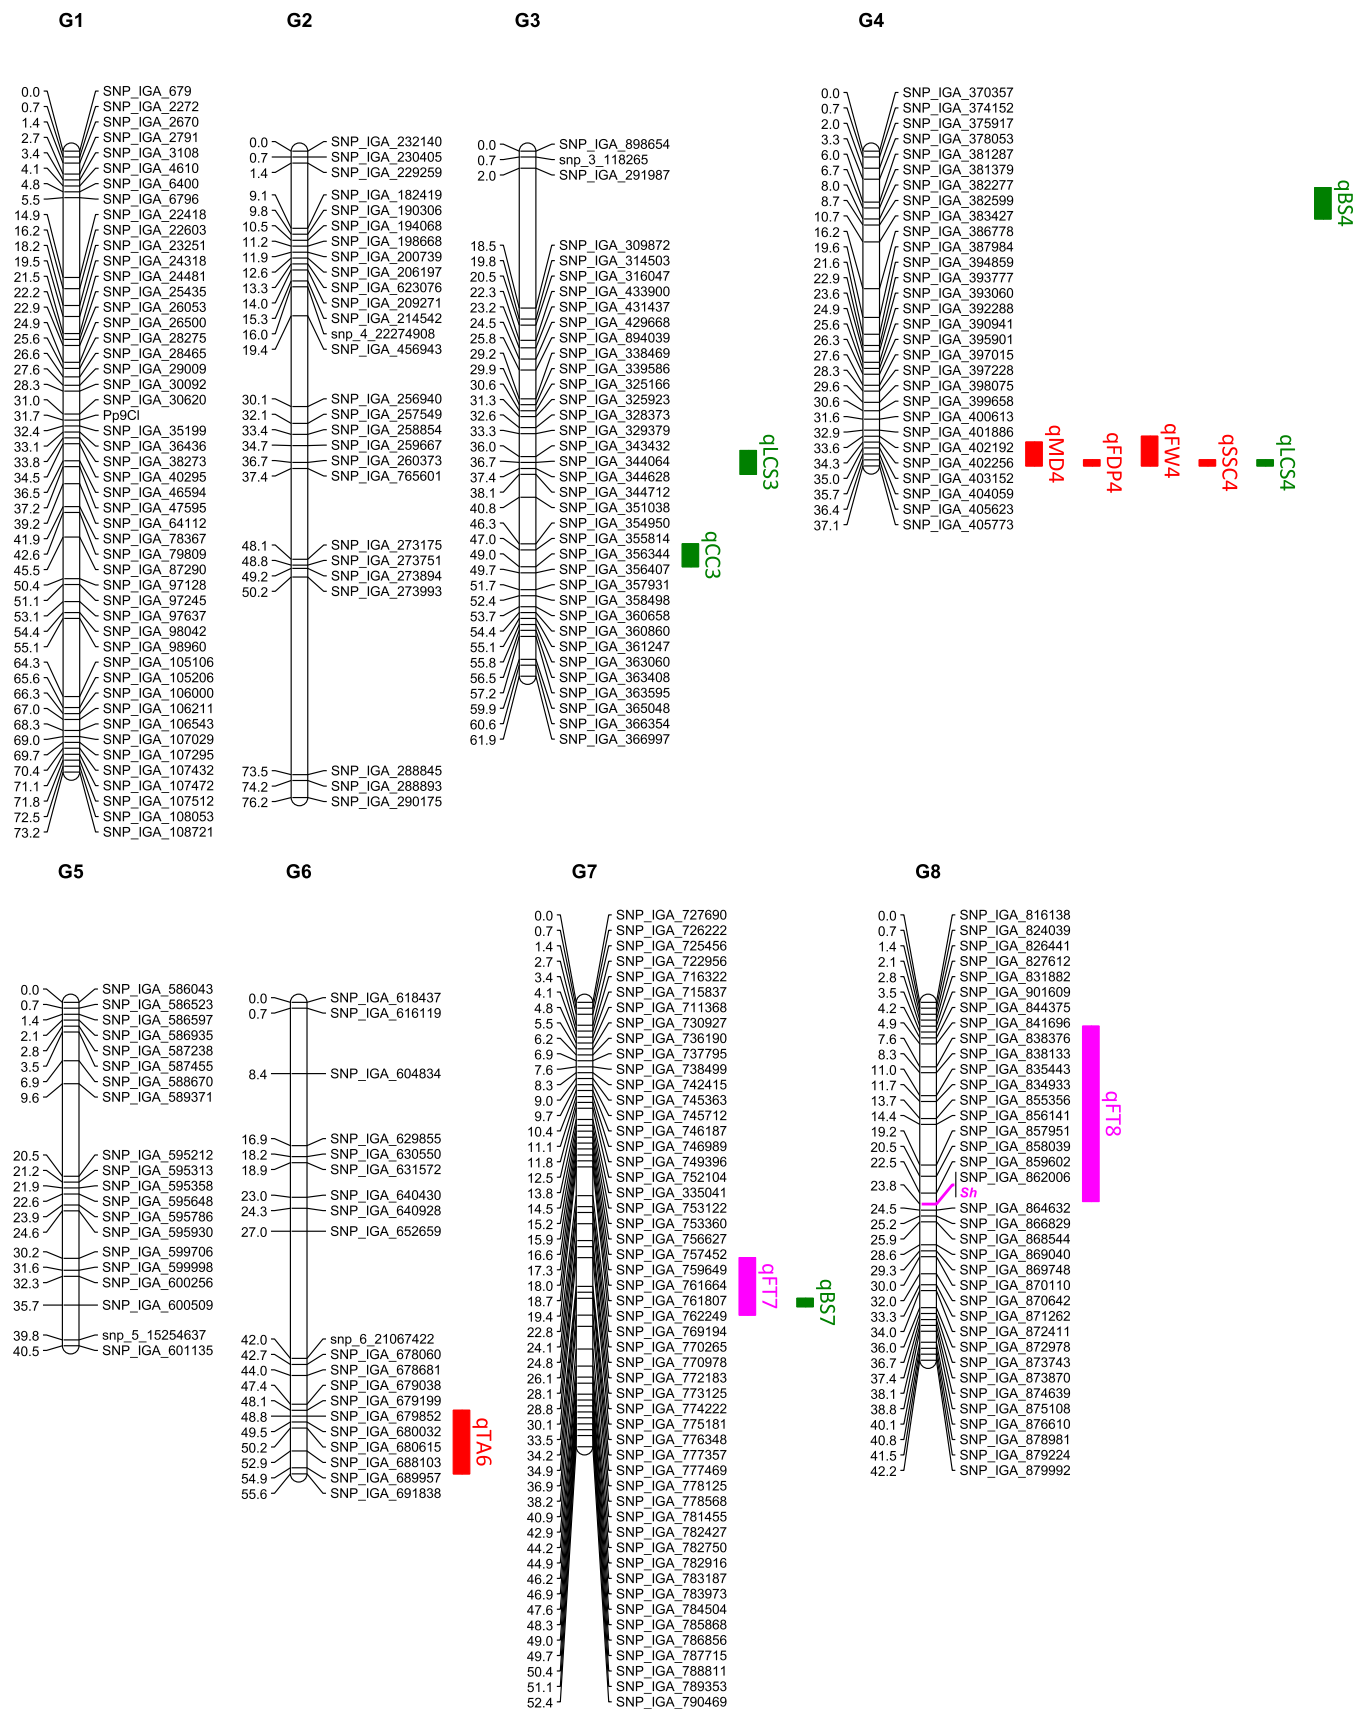 G1
0.0 SNP_IGA_679
0.7 SNP_IGA_2272
1.4 SNP_IGA_2670
2.7 SNP_IGA_2791
3.4 SNP_IGA_3108
4.1 SNP_IGA_4610
4.8 SNP_IGA_6400
5.5 SNP_IGA_6796
14.9 SNP_IGA_22418
16.2 SNP_IGA_22603
18.2 SNP_IGA_23251
19.5 SNP_IGA_24318
21.5 SNP_IGA_24481
22.2 SNP_IGA_25435
22.9 SNP_IGA_26053
24.9 SNP_IGA_26500
25.6 SNP_IGA_28275
26.6 SNP_IGA_28465
27.6 SNP_IGA_29009
28.3 SNP_IGA_30092
31.0 SNP_IGA_30620
31.7 Pp9Cl
32.4 SNP_IGA_35199
33.1 SNP_IGA_36436
33.8 SNP_IGA_38273
34.5 SNP_IGA_40295
36.5 SNP_IGA_46594
37.2 SNP_IGA_47595
39.2 SNP_IGA_64112
41.9 SNP_IGA_78367
42.6 SNP_IGA_79809
45.5 SNP_IGA_87290
50.4 SNP_IGA_97128
51.1 SNP_IGA_97245
53.1 SNP_IGA_97637
54.4 SNP_IGA_98042
55.1 SNP_IGA_98960
64.3 SNP_IGA_105106
65.6 SNP_IGA_105206
66.3 SNP_IGA_106000
67.0 SNP_IGA_106211
68.3 SNP_IGA_106543
69.0 SNP_IGA_107029
69.7 SNP_IGA_107295
70.4 SNP_IGA_107432
71.1 SNP_IGA_107472
71.8 SNP_IGA_107512
72.5 SNP_IGA_108053
73.2 SNP_IGA_108721
G2
0.0 SNP_IGA_232140
0.7 SNP_IGA_230405
1.4 SNP_IGA_229259
9.1 SNP_IGA_182419
9.8 SNP_IGA_190306
10.5 SNP_IGA_194068
11.2 SNP_IGA_198668
11.9 SNP_IGA_200739
12.6 SNP_IGA_206197
13.3 SNP_IGA_623076
14.0 SNP_IGA_209271
15.3 SNP_IGA_214542
16.0 snp_4_22274908
19.4 SNP_IGA_456943
30.1 SNP_IGA_256940
32.1 SNP_IGA_257549
33.4 SNP_IGA_258854
34.7 SNP_IGA_259667
36.7 SNP_IGA_260373
37.4 SNP_IGA_765601
48.1 SNP_IGA_273175
48.8 SNP_IGA_273751
49.2 SNP_IGA_273894
50.2 SNP_IGA_273993
73.5 SNP_IGA_288845
74.2 SNP_IGA_288893
76.2 SNP_IGA_290175
G3
0.0 SNP_IGA_898654
0.7 snp_3_118265
2.0 SNP_IGA_291987
18.5 SNP_IGA_309872
19.8 SNP_IGA_314503
20.5 SNP_IGA_316047
22.3 SNP_IGA_433900
23.2 SNP_IGA_431437
24.5 SNP_IGA_429668
25.8 SNP_IGA_894039
29.2 SNP_IGA_338469
29.9 SNP_IGA_339586
30.6 SNP_IGA_325166
31.3 SNP_IGA_325923
32.6 SNP_IGA_328373
33.3 SNP_IGA_329379
36.0 SNP_IGA_343432
36.7 SNP_IGA_344064
37.4 SNP_IGA_344628
38.1 SNP_IGA_344712
40.8 SNP_IGA_351038
46.3 SNP_IGA_354950
47.0 SNP_IGA_355814
49.0 SNP_IGA_356344
49.7 SNP_IGA_356407
51.7 SNP_IGA_357931
52.4 SNP_IGA_358498
53.7 SNP_IGA_360658
54.4 SNP_IGA_360860
55.1 SNP_IGA_361247
55.8 SNP_IGA_363060
56.5 SNP_IGA_363408
57.2 SNP_IGA_363595
59.9 SNP_IGA_365048
60.6 SNP_IGA_366354
61.9 SNP_IGA_366997
qLCS3
qCC3
G4
0.0 SNP_IGA_370357
0.7 SNP_IGA_374152
2.0 SNP_IGA_375917
3.3 SNP_IGA_378053
6.0 SNP_IGA_381287
6.7 SNP_IGA_381379
8.0 SNP_IGA_382277
8.7 SNP_IGA_382599
10.7 SNP_IGA_383427
16.2 SNP_IGA_386778
19.6 SNP_IGA_387984
21.6 SNP_IGA_394859
22.9 SNP_IGA_393777
23.6 SNP_IGA_393060
24.9 SNP_IGA_392288
25.6 SNP_IGA_390941
26.3 SNP_IGA_395901
27.6 SNP_IGA_397015
28.3 SNP_IGA_397228
29.6 SNP_IGA_398075
30.6 SNP_IGA_399658
31.6 SNP_IGA_400613
32.9 SNP_IGA_401886
33.6 SNP_IGA_402192
34.3 SNP_IGA_402256
35.0 SNP_IGA_403152
35.7 SNP_IGA_404059
36.4 SNP_IGA_405623
37.1 SNP_IGA_405773
qMD4
qFDP4
qFW4
qSSC4
qLCS4
qBS4
G5
0.0 SNP_IGA_586043
0.7 SNP_IGA_586523
1.4 SNP_IGA_586597
2.1 SNP_IGA_586935
2.8 SNP_IGA_587238
3.5 SNP_IGA_587455
6.9 SNP_IGA_588670
9.6 SNP_IGA_589371
20.5 SNP_IGA_595212
21.2 SNP_IGA_595313
21.9 SNP_IGA_595358
22.6 SNP_IGA_595648
23.9 SNP_IGA_595786
24.6 SNP_IGA_595930
30.2 SNP_IGA_599706
31.6 SNP_IGA_599998
32.3 SNP_IGA_600256
35.7 SNP_IGA_600509
39.8 snp_5_15254637
40.5 SNP_IGA_601135
G6
0.0 SNP_IGA_618437
0.7 SNP_IGA_616119
8.4 SNP_IGA_604834
16.9 SNP_IGA_629855
18.2 SNP_IGA_630550
18.9 SNP_IGA_631572
23.0 SNP_IGA_640430
24.3 SNP_IGA_640928
27.0 SNP_IGA_652659
42.0 snp_6_21067422
42.7 SNP_IGA_678060
44.0 SNP_IGA_678681
47.4 SNP_IGA_679038
48.1 SNP_IGA_679199
48.8 SNP_IGA_679852
49.5 SNP_IGA_680032
50.2 SNP_IGA_680615
52.9 SNP_IGA_688103
54.9 SNP_IGA_689957
55.6 SNP_IGA_691838
qTA6
G7
0.0 SNP_IGA_727690
0.7 SNP_IGA_726222
1.4 SNP_IGA_725456
2.7 SNP_IGA_722956
3.4 SNP_IGA_716322
4.1 SNP_IGA_715837
4.8 SNP_IGA_711368
5.5 SNP_IGA_730927
6.2 SNP_IGA_736190
6.9 SNP_IGA_737795
7.6 SNP_IGA_738499
8.3 SNP_IGA_742415
9.0 SNP_IGA_745363
9.7 SNP_IGA_745712
10.4 SNP_IGA_746187
11.1 SNP_IGA_746989
11.8 SNP_IGA_749396
12.5 SNP_IGA_752104
13.8 SNP_IGA_335041
14.5 SNP_IGA_753122
15.2 SNP_IGA_753360
15.9 SNP_IGA_756627
16.6 SNP_IGA_757452
17.3 SNP_IGA_759649
18.0 SNP_IGA_761664
18.7 SNP_IGA_761807
19.4 SNP_IGA_762249
22.8 SNP_IGA_769194
24.1 SNP_IGA_770265
24.8 SNP_IGA_770978
26.1 SNP_IGA_772183
28.1 SNP_IGA_773125
28.8 SNP_IGA_774222
30.1 SNP_IGA_775181
33.5 SNP_IGA_776348
34.2 SNP_IGA_777357
34.9 SNP_IGA_777469
36.9 SNP_IGA_778125
38.2 SNP_IGA_778568
40.9 SNP_IGA_781455
42.9 SNP_IGA_782427
44.2 SNP_IGA_782750
44.9 SNP_IGA_782916
46.2 SNP_IGA_783187
46.9 SNP_IGA_783973
47.6 SNP_IGA_784504
48.3 SNP_IGA_785868
49.0 SNP_IGA_786856
49.7 SNP_IGA_787715
50.4 SNP_IGA_788811
51.1 SNP_IGA_789353
52.4 SNP_IGA_790469
qFT7
qBS7
G8
0.0 SNP_IGA_816138
0.7 SNP_IGA_824039
1.4 SNP_IGA_826441
2.1 SNP_IGA_827612
2.8 SNP_IGA_831882
3.5 SNP_IGA_901609
4.2 SNP_IGA_844375
4.9 SNP_IGA_841696
7.6 SNP_IGA_838376
8.3 SNP_IGA_838133
11.0 SNP_IGA_835443
11.7 SNP_IGA_834933
13.7 SNP_IGA_855356
14.4 SNP_IGA_856141
19.2 SNP_IGA_857951
20.5 SNP_IGA_858039
22.5 SNP_IGA_859602
23.8 SNP_IGA_862006
Sh
24.5 SNP_IGA_864632
25.2 SNP_IGA_866829
25.9 SNP_IGA_868544
28.6 SNP_IGA_869040
29.3 SNP_IGA_869748
30.0 SNP_IGA_870110
32.0 SNP_IGA_870642
33.3 SNP_IGA_871262
34.0 SNP_IGA_872411
36.0 SNP_IGA_872978
36.7 SNP_IGA_873743
37.4 SNP_IGA_873870
38.1 SNP_IGA_874639
38.8 SNP_IGA_875108
40.1 SNP_IGA_876610
40.8 SNP_IGA_878981
41.5 SNP_IGA_879224
42.2 SNP_IGA_879992
qFT8